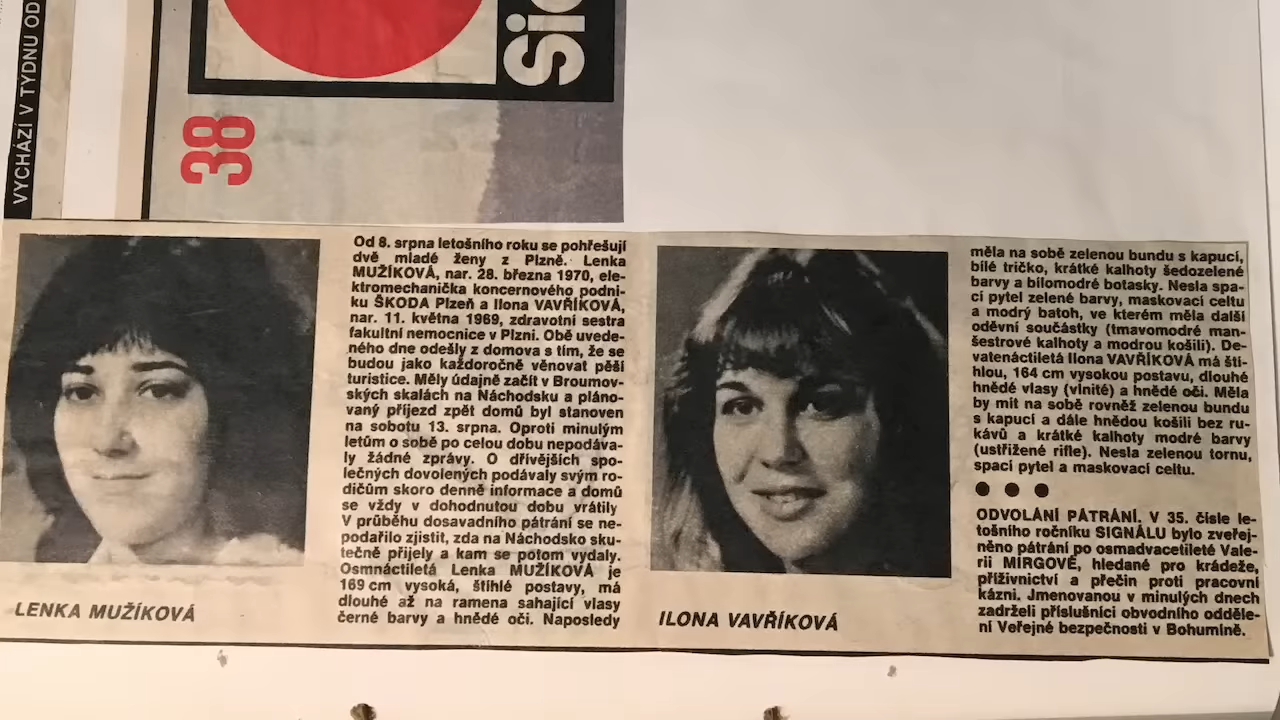 VYCHÁZÍ V TÝDNU OD
38
Od 8. srpna letošního roku se pohřešují
dvě mladé ženy z Plzně. Lenka
MUŽÍKOVÁ, nar. 28. března 1970, ele-
ktromechanička koncernového podni-
ku ŠKODA Plzeň a Ilona VAVŘÍKOVÁ,
nar. 11. května 1969, zdravotní sestra
fakultní nemocnice v Plzni. Obě uvede-
ného dne odešly z domova s tím, že se
budou jako každoročně věnovat pěší
turistice. Měly údajně začít v Broumov-
ských skalách na Náchodsku a pláno-
vaný příjezd zpět domů byl stanoven
na sobotu 13. srpna. Oproti minulým
letům o sobě po celou dobu nepodáva-
ly žádné zprávy. O dřívějších spo-
lečných dovolených podávaly svým ro-
dičům skoro denně informace a domů
se vždy v dohodnutou dobu vrátily
V průběhu dosavadního pátrání se ne-
podařilo zjistit, zda na Náchodsko sku-
tečně přijely a kam se potom vydaly.
Osmnáctiletá Lenka MUŽÍKOVÁ je
169 cm vysoká, štíhlé postavy, má
dlouhé až na ramena sahající vlasy
černé barvy a hnědé oči. Naposledy
měla na sobě zelenou bundu s kapucí,
bílé tričko, krátké kalhoty šedozelené
barvy a bílomodré botasky. Nesla spa-
cí pytel zelené barvy, maskovací celtu
a modrý batoh, ve kterém měla další
oděvní součástky (tmavomodré man-
šestrové kalhoty a modrou košili). De-
vatenáctiletá Ilona VAVŘÍKOVÁ má ští-
hlou, 164 cm vysokou postavu, dlouhé
hnědé vlasy (vlnité) a hnědé oči. Měla
by mít na sobě rovněž zelenou bundu
s kapucí a dále hnědou košili bez ru-
kávů a krátké kalhoty modré barvy
(ustřižené rifle). Nesla zelenou tornu,
spací pytel a maskovací celtu.
● ● ●
ODVOLÁNÍ PÁTRÁNÍ. V 35. čísle le-
tošního ročníku SIGNÁLU bylo zveřej-
něno pátrání po osmadvacetileté Vale-
rii MIRGOVÉ, hledané pro krádeže,
příživnictví a přečin proti pracovní
kázni. Jmenovanou v minulých dnech
zadrželi příslušníci obvodního odděle-
ní Veřejné bezpečnosti v Bohumíně.
LENKA MUŽÍKOVÁ
ILONA VAVŘÍKOVÁ